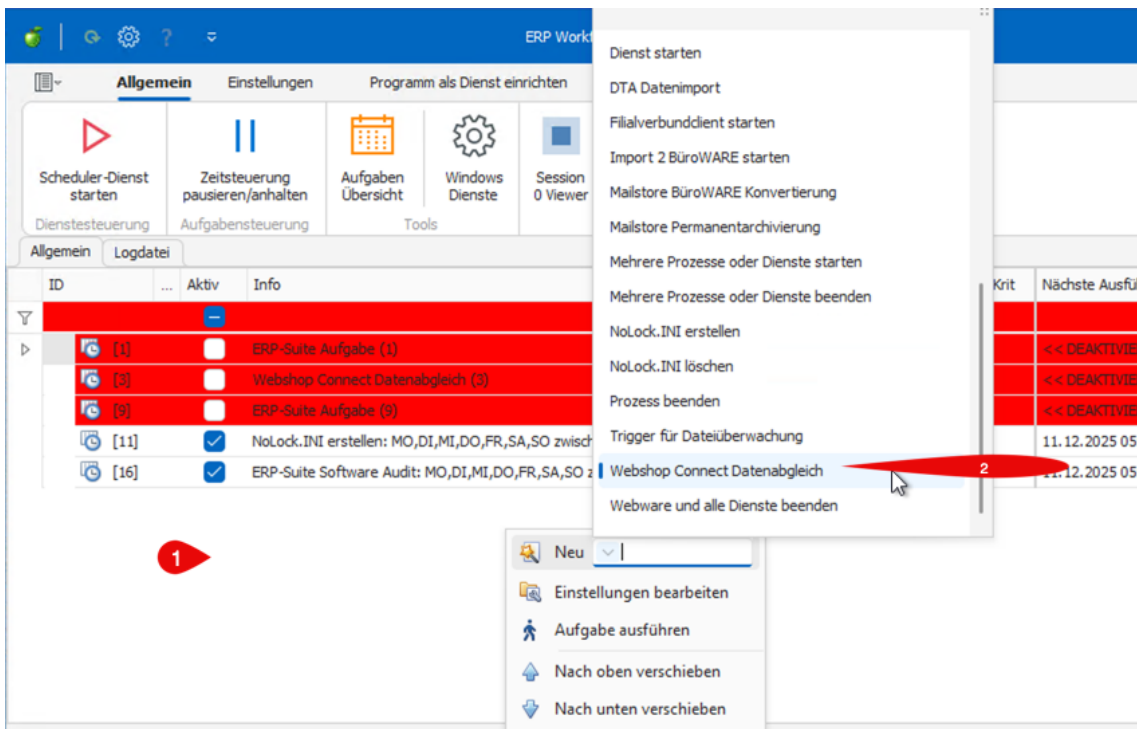 ERP Workf
Allgemein Einstellungen Programm als Dienst einrichten
Scheduler-Dienst starten
Zeitsteuerung pausieren/anhalten
Aufgaben Übersicht
Windows Dienste
Session 0 Viewer
Dienstesteuerung Aufgabensteuerung Tools
Allgemein Logdatei
ID ... Aktiv Info Krit Nächste Ausfü
[1] ERP-Suite Aufgabe (1) << DEAKTIVIE
[3] Webshop Connect Datenabgleich (3) << DEAKTIVIE
[9] ERP-Suite Aufgabe (9) << DEAKTIVIE
[11] NoLock.INI erstellen: MO,DI,MI,DO,FR,SA,SO zwisch 11.12.2025 05
[16] ERP-Suite Software Audit: MO,DI,MI,DO,FR,SA,SO z 11.12.2025 05
Dienst starten
DTA Datenimport
Filialverbundclient starten
Import 2 BüroWARE starten
Mailstore BüroWARE Konvertierung
Mailstore Permanentarchivierung
Mehrere Prozesse oder Dienste starten
Mehrere Prozesse oder Dienste beenden
NoLock.INI erstellen
NoLock.INI löschen
Prozess beenden
Trigger für Dateiüberwachung
Webshop Connect Datenabgleich
2
Webware und alle Dienste beenden
1
Neu
Einstellungen bearbeiten
Aufgabe ausführen
Nach oben verschieben
Nach unten verschieben